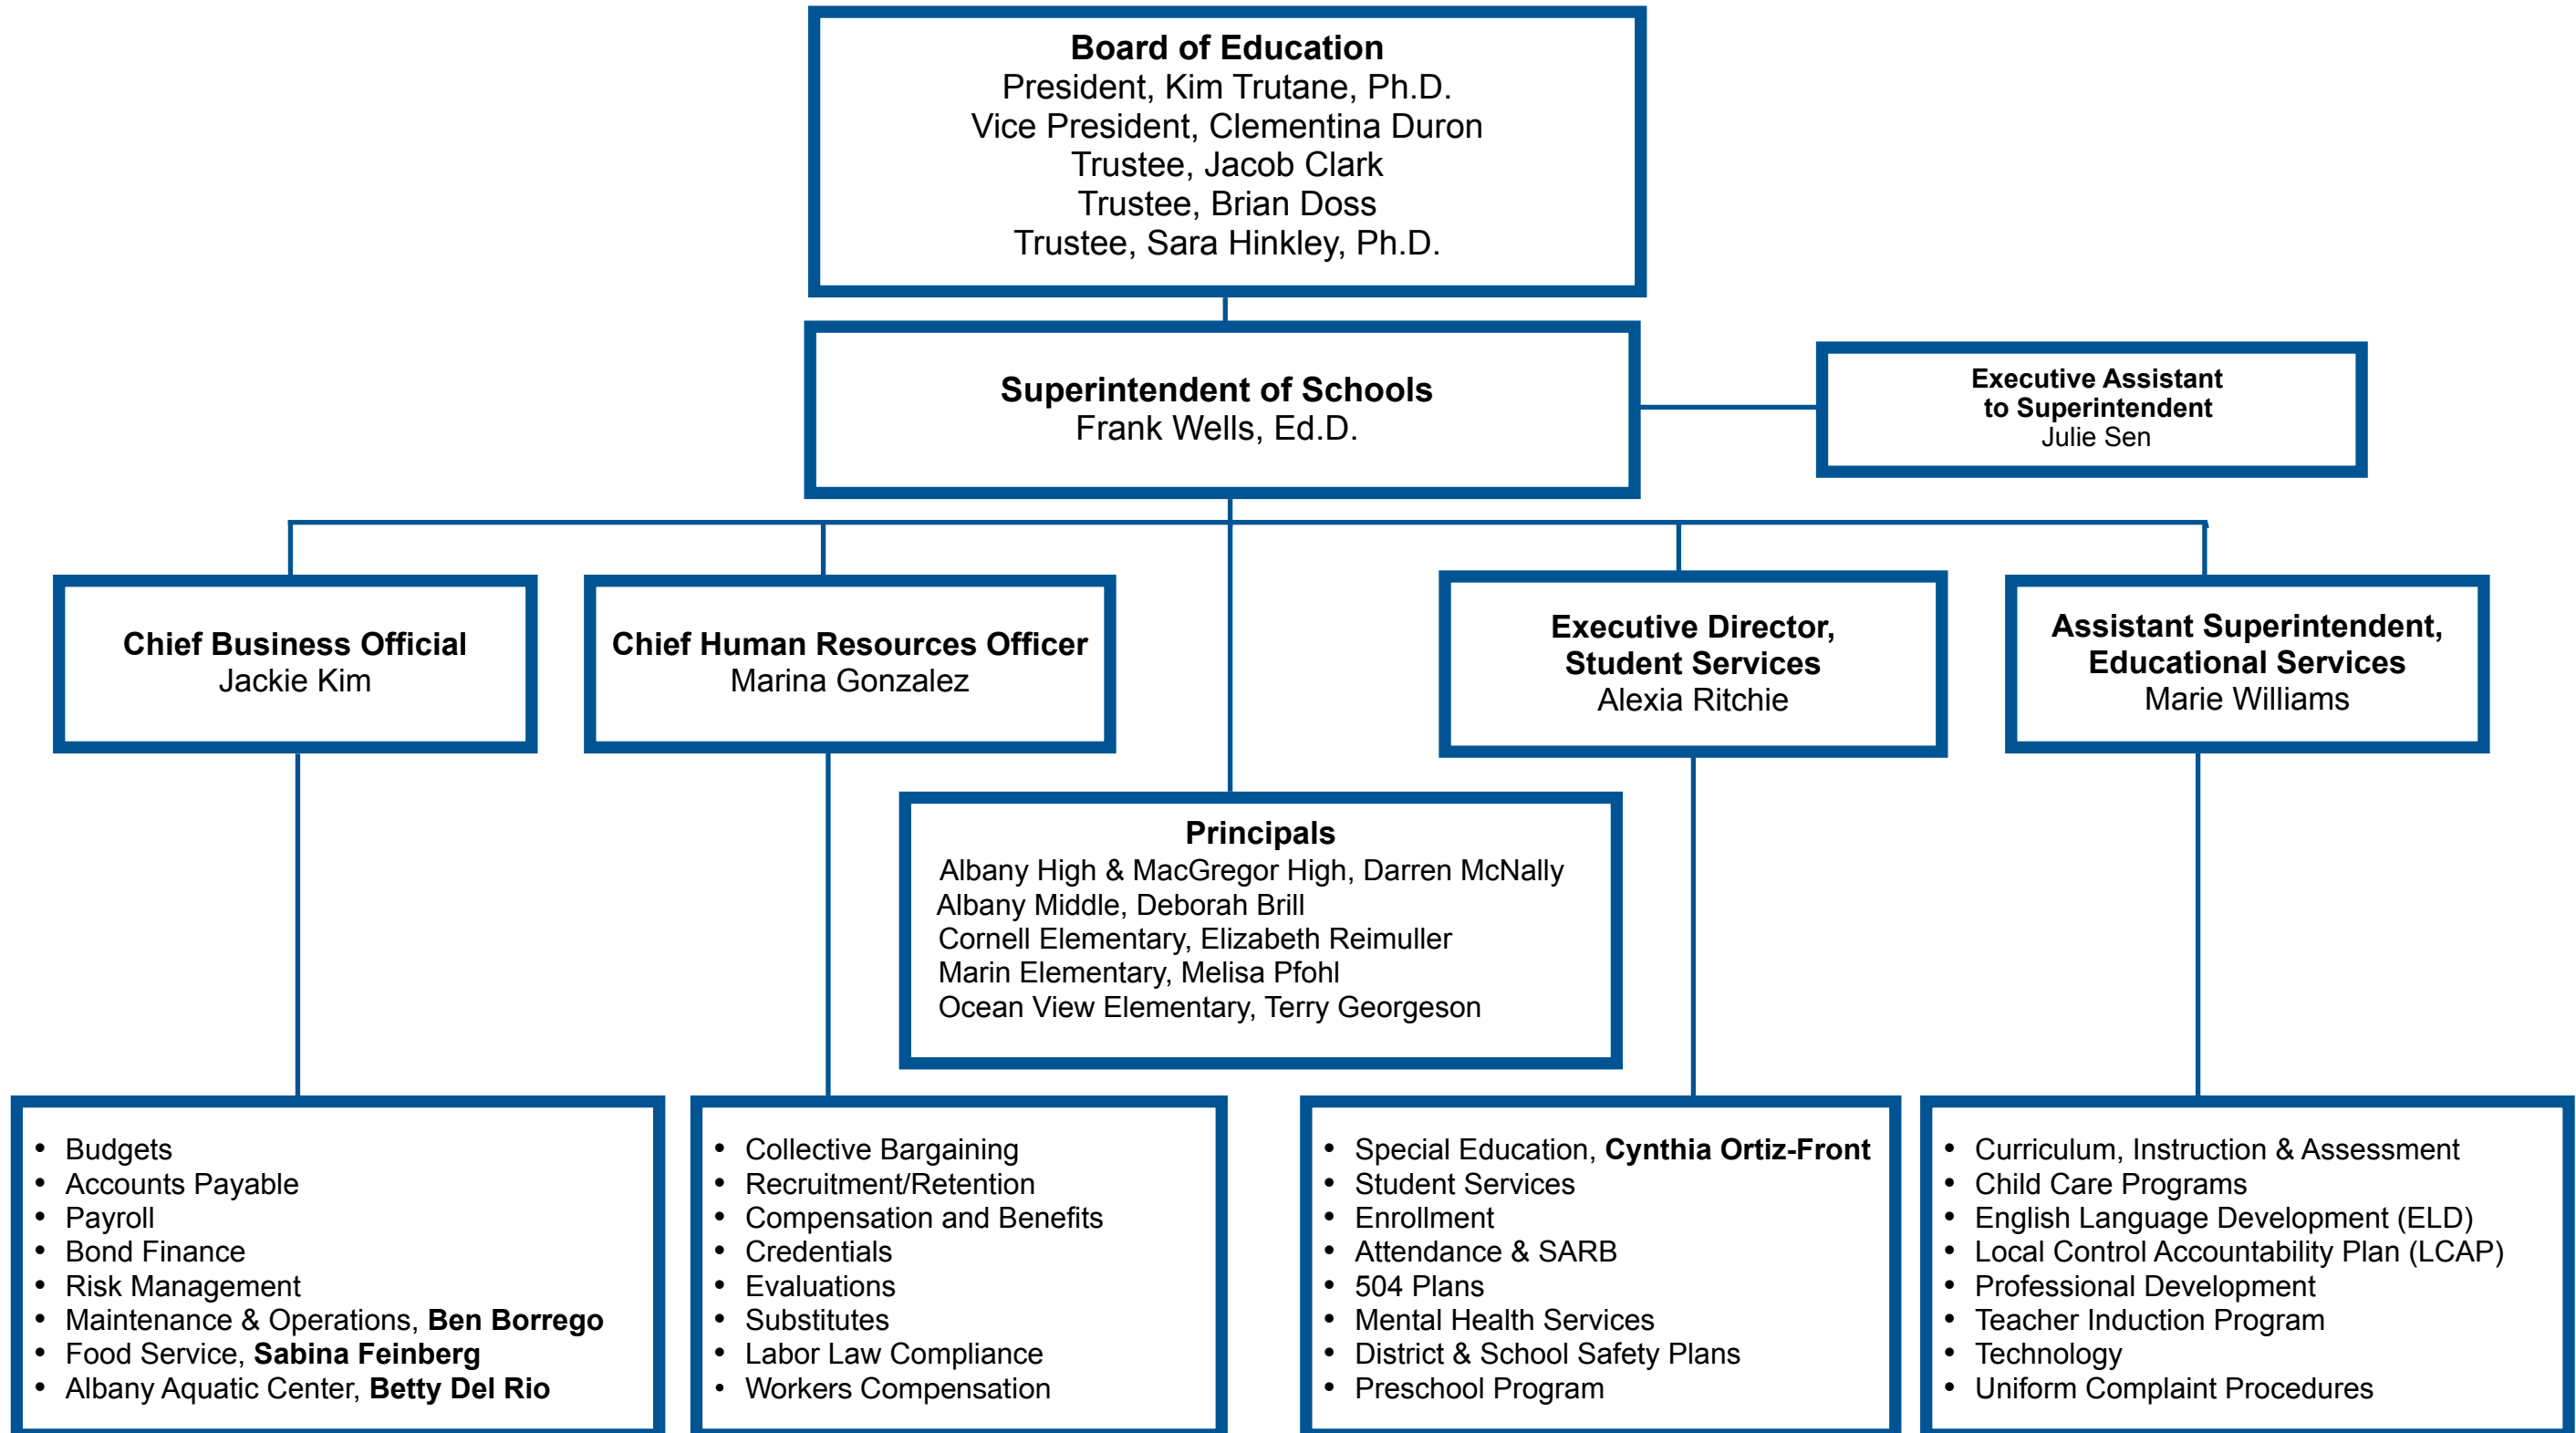 Board of Education
President, Kim Trutane, Ph.D.
Vice President, Clementina Duron
Trustee, Jacob Clark
Trustee, Brian Doss
Trustee, Sara Hinkley, Ph.D.
Superintendent of Schools
Frank Wells, Ed.D.
Executive Assistant
to Superintendent
Julie Sen
Chief Business Official
Jackie Kim
Chief Human Resources Officer
Marina Gonzalez
Executive Director,
Student Services
Alexia Ritchie
Assistant Superintendent,
Educational Services
Marie Williams
Principals
Albany High & MacGregor High, Darren McNally
Albany Middle, Deborah Brill
Cornell Elementary, Elizabeth Reimuller
Marin Elementary, Melisa Pfohl
Ocean View Elementary, Terry Georgeson
• Budgets
• Accounts Payable
• Payroll
• Bond Finance
• Risk Management
• Maintenance & Operations, Ben Borrego
• Food Service, Sabina Feinberg
• Albany Aquatic Center, Betty Del Rio
• Collective Bargaining
• Recruitment/Retention
• Compensation and Benefits
• Credentials
• Evaluations
• Substitutes
• Labor Law Compliance
• Workers Compensation
• Special Education, Cynthia Ortiz-Front
• Student Services
• Enrollment
• Attendance & SARB
• 504 Plans
• Mental Health Services
• District & School Safety Plans
• Preschool Program
• Curriculum, Instruction & Assessment
• Child Care Programs
• English Language Development (ELD)
• Local Control Accountability Plan (LCAP)
• Professional Development
• Teacher Induction Program
• Technology
• Uniform Complaint Procedures